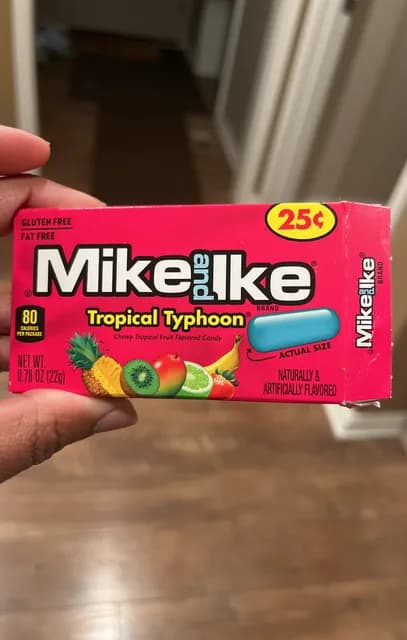 GLUTEN FREE
FAT FREE
25¢
Mike and Ike®
BRAND
Tropical Typhoon®
Chewy Tropical Fruit Flavored Candy
80
CALORIES
PER PACKAGE
ACTUAL SIZE
NET WT.
0.78 OZ (22g)
NATURALLY &
ARTIFICIALLY FLAVORED
Mike and Ike®
BRAND